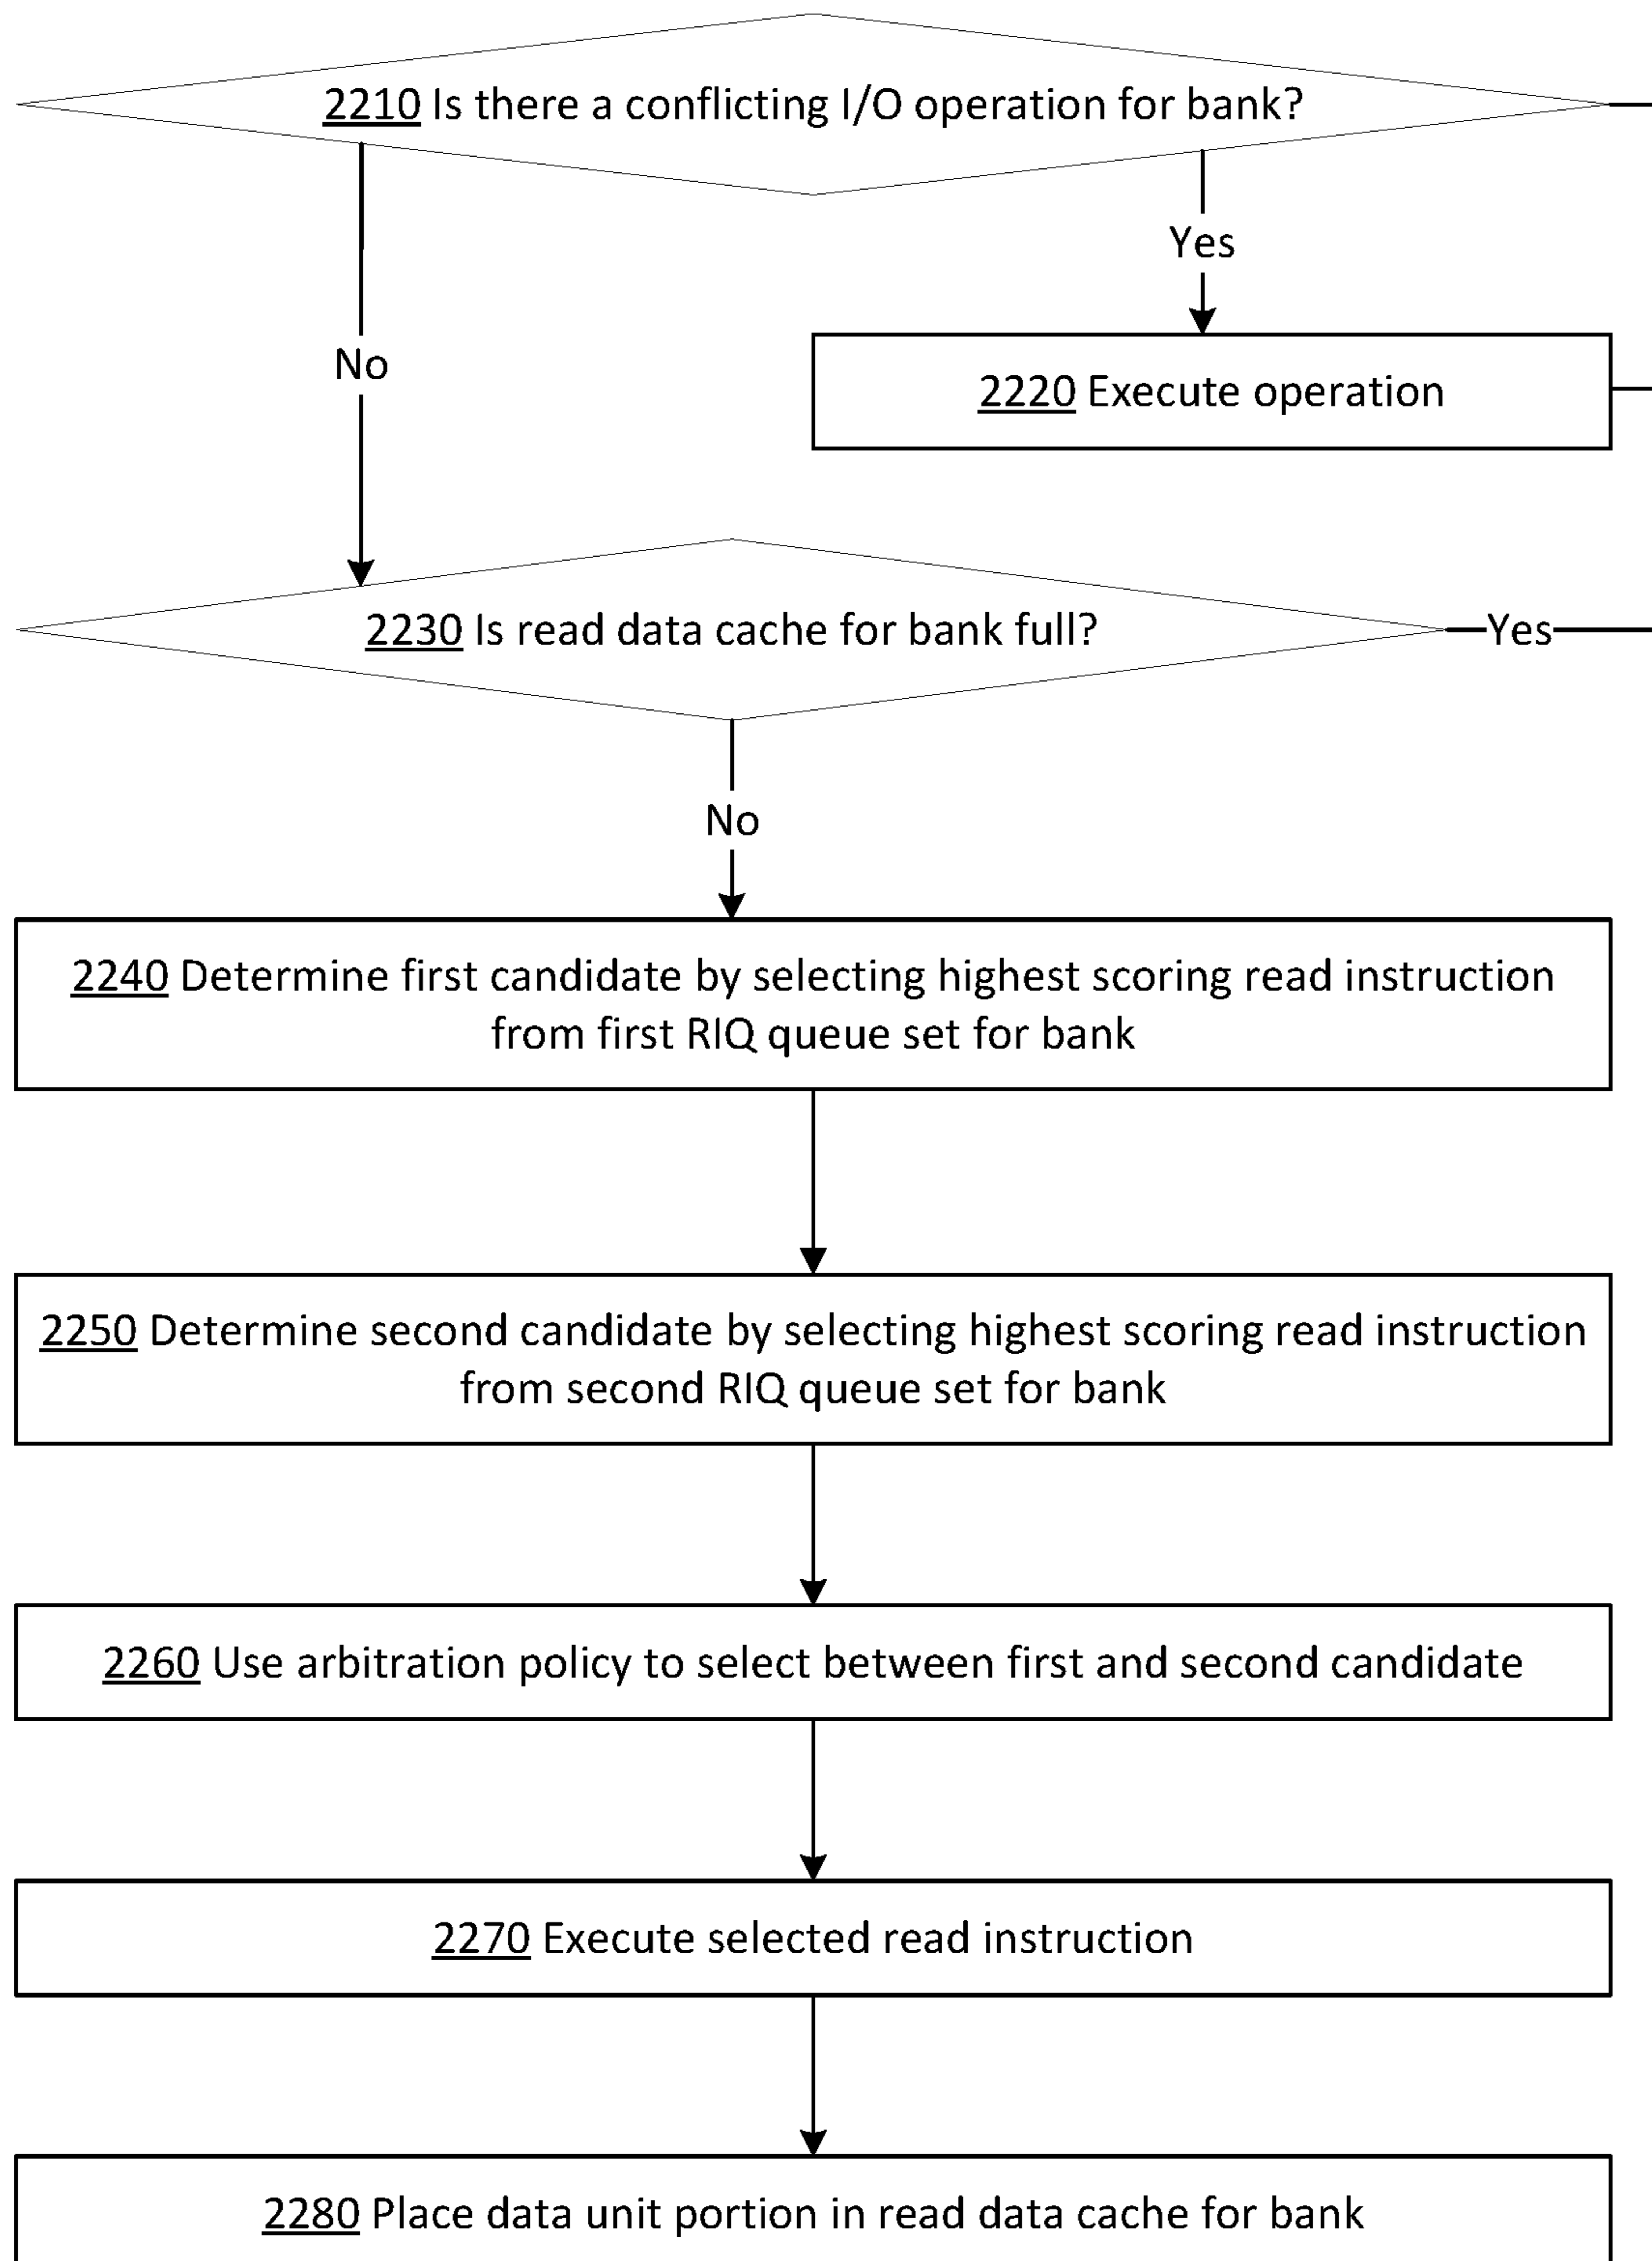 2210 Is there a conflicting I/O operation for bank?
Yes
No
2220 Execute operation
2230 Is read data cache for bank full?
Yes
No
2240 Determine first candidate by selecting highest scoring read instruction
from first RIQ queue set for bank
2250 Determine second candidate by selecting highest scoring read instruction
from second RIQ queue set for bank
2260 Use arbitration policy to select between first and second candidate
2270 Execute selected read instruction
2280 Place data unit portion in read data cache for bank